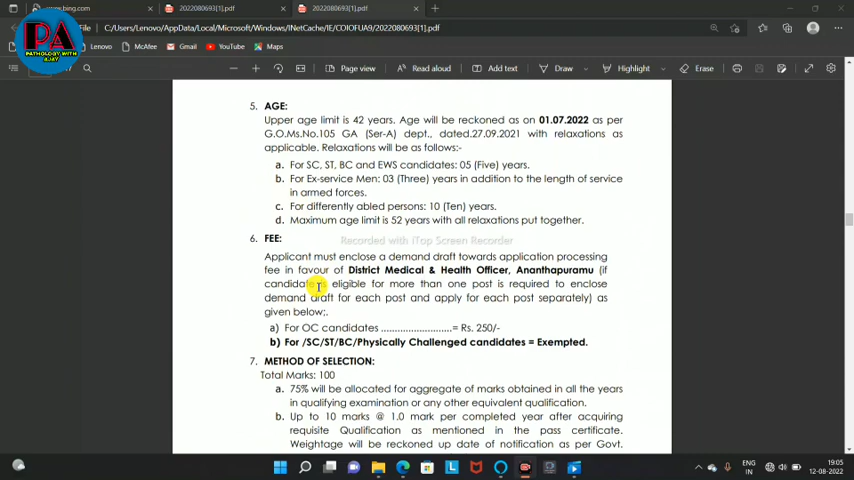 www.bing.com
2022080693[1].pdf
2022080693[1].pdf
File
C:/Users/Lenovo/AppData/Local/Microsoft/Windows/INetCache/IE/COIOFUA9/2022080693[1].pdf
PA
PATHOLOGY WITH
AJAY
Lenovo
McAfee
Gmail
YouTube
Maps
Page view
Read aloud
Add text
Draw
Highlight
Erase
5. AGE:
Upper age limit is 42 years. Age will be reckoned as on 01.07.2022 as per
G.O.Ms.No.105 GA (Ser-A) dept., dated.27.09.2021 with relaxations as
applicable. Relaxations will be as follows:-
a. For SC, ST, BC and EWS candidates: 05 (Five) years.
b. For Ex-service Men: 03 (Three) years in addition to the length of service
in armed forces.
c. For differently abled persons: 10 (Ten) years.
d. Maximum age limit is 52 years with all relaxations put together.
6. FEE:
Recorded with iTop Screen Recorder
Applicant must enclose a demand draft towards application processing
fee in favour of District Medical & Health Officer, Ananthapuramu (if
candidate is eligible for more than one post is required to enclose
demand draft for each post and apply for each post separately) as
given below;.
a) For OC candidates ..........................= Rs. 250/-
b) For /SC/ST/BC/Physically Challenged candidates = Exempted.
7. METHOD OF SELECTION:
Total Marks: 100
a. 75% will be allocated for aggregate of marks obtained in all the years
in qualifying examination or any other equivalent qualification.
b. Up to 10 marks @ 1.0 mark per completed year after acquiring
requisite Qualification as mentioned in the pass certificate.
Weightage will be reckoned up date of notification as per Govt.
ENG
IN
19:05
12-08-2022